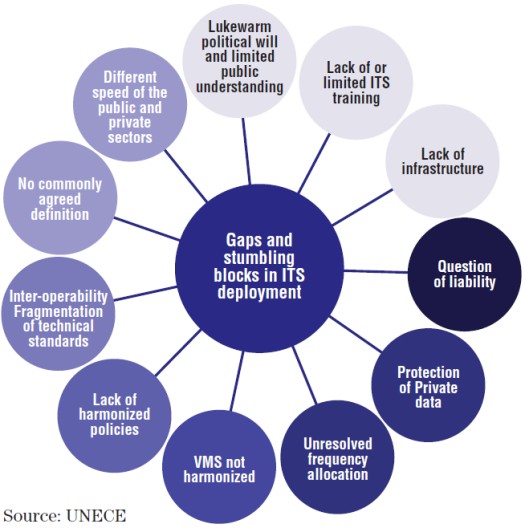 Lukewarm
political will
and limited
public
understanding
Lack of or
limited ITS
training
Lack of
infrastructure
Question
of liability
Protection
of Private
data
Unresolved
frequency
allocation
VMS not
harmonized
Lack of
harmonized
policies
Inter-operability
Fragmentation
of technical
standards
No commonly
agreed
definition
Different
speed of the
public and
private
sectors
Gaps and
stumbling
blocks in ITS
deployment
Source: UNECE